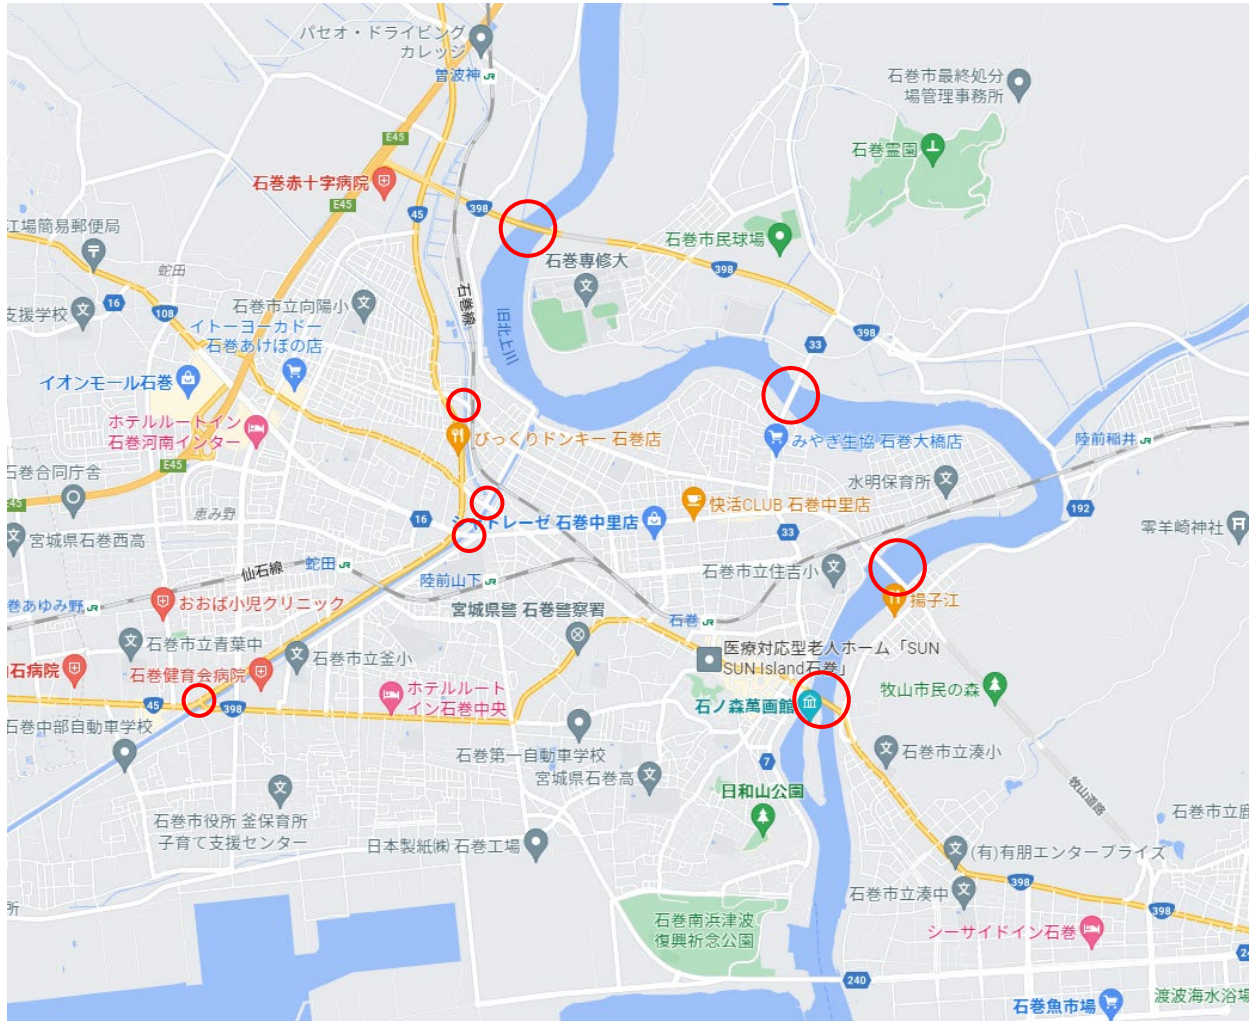 パセオ・ドライビング
カレッジ
曽波神 JR
石巻市最終処分
場管理事務所
石巻霊園
E45
石巻赤十字病院
E45
45
398
江場簡易郵便局
石巻市民球場
石巻専修大
398
蛇田
16
石巻市立向陽小
支援学校
108
石巻線
旧北上川
イトーヨーカドー
石巻あけぼの店
398
33
イオンモール石巻
ホテルルートイン
石巻河南インター
びっくりドンキー 石巻店
みやぎ生協 石巻大橋店
陸前稲井 JR
石巻合同庁舎
E45
水明保育所
E45
快活CLUB 石巻中里店
恵み野
16
シャトレーゼ 石巻中里店
192
33
零羊崎神社
宮城県石巻西高
仙石線
蛇田 JR
陸前山下 JR
石巻市立住吉小
巻あゆみ野 JR
おおば小児クリニック
宮城県警 石巻警察署
石巻 JR
揚子江
石巻市立青葉中
石巻市立釜小
医療対応型老人ホーム「SUN
SUN Island石巻」
石病院
石巻健育会病院
ホテルルート
イン石巻中央
牧山市民の森
45
398
石ノ森萬画館
石巻中部自動車学校
石巻第一自動車学校
石巻市立湊小
宮城県石巻高
7
日和山公園
牧山道路
石巻市役所 釜保育所
子育て支援センター
石巻市立鹿
日本製紙㈱ 石巻工場
(有)有朋エンタープライズ
石巻市立湊中
398
398
所
石巻南浜津波
復興祈念公園
シーサイドイン石巻
240
24
石巻魚市場
渡波海水浴場